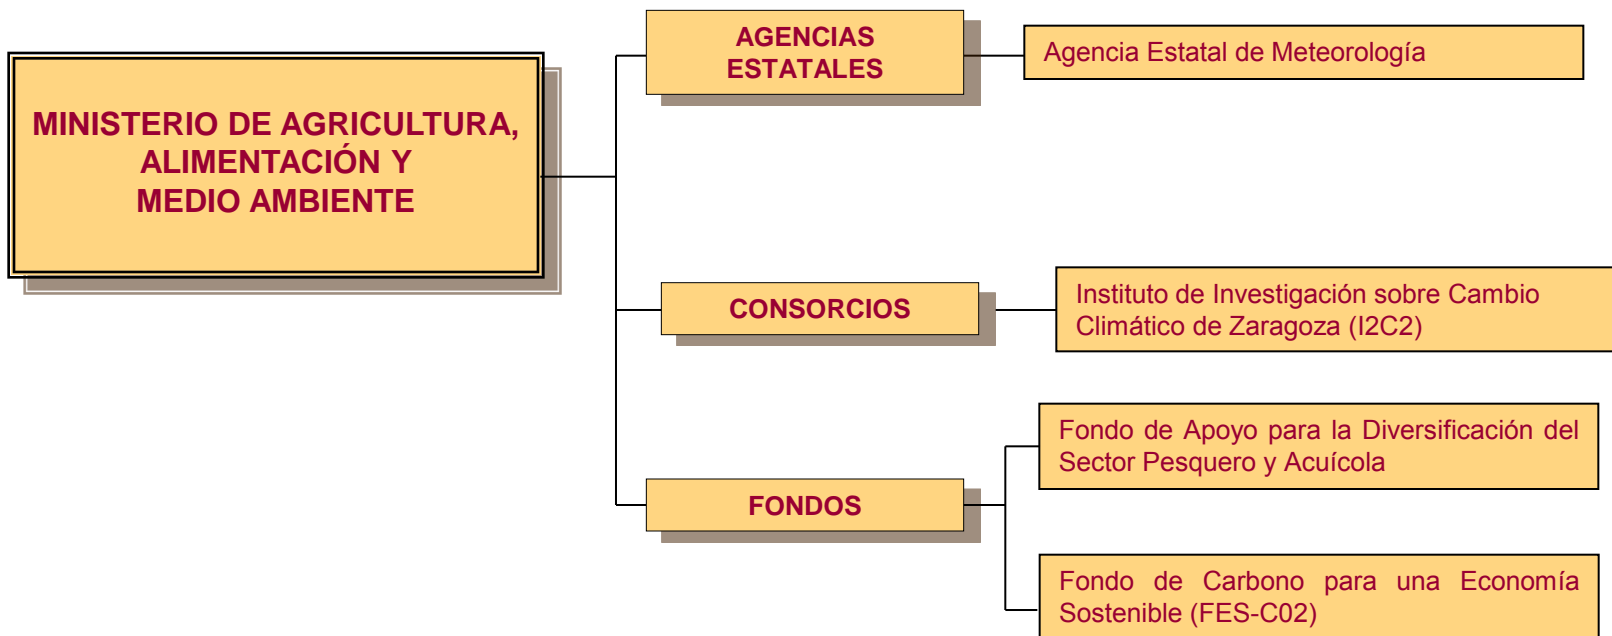 MINISTERIO DE AGRICULTURA,
ALIMENTACIÓN Y
MEDIO AMBIENTE
AGENCIAS
ESTATALES
Agencia Estatal de Meteorología
CONSORCIOS
Instituto de Investigación sobre Cambio
Climático de Zaragoza (I2C2)
FONDOS
Fondo de Apoyo para la Diversificación del
Sector Pesquero y Acuícola
Fondo de Carbono para una Economía
Sostenible (FES-C02)